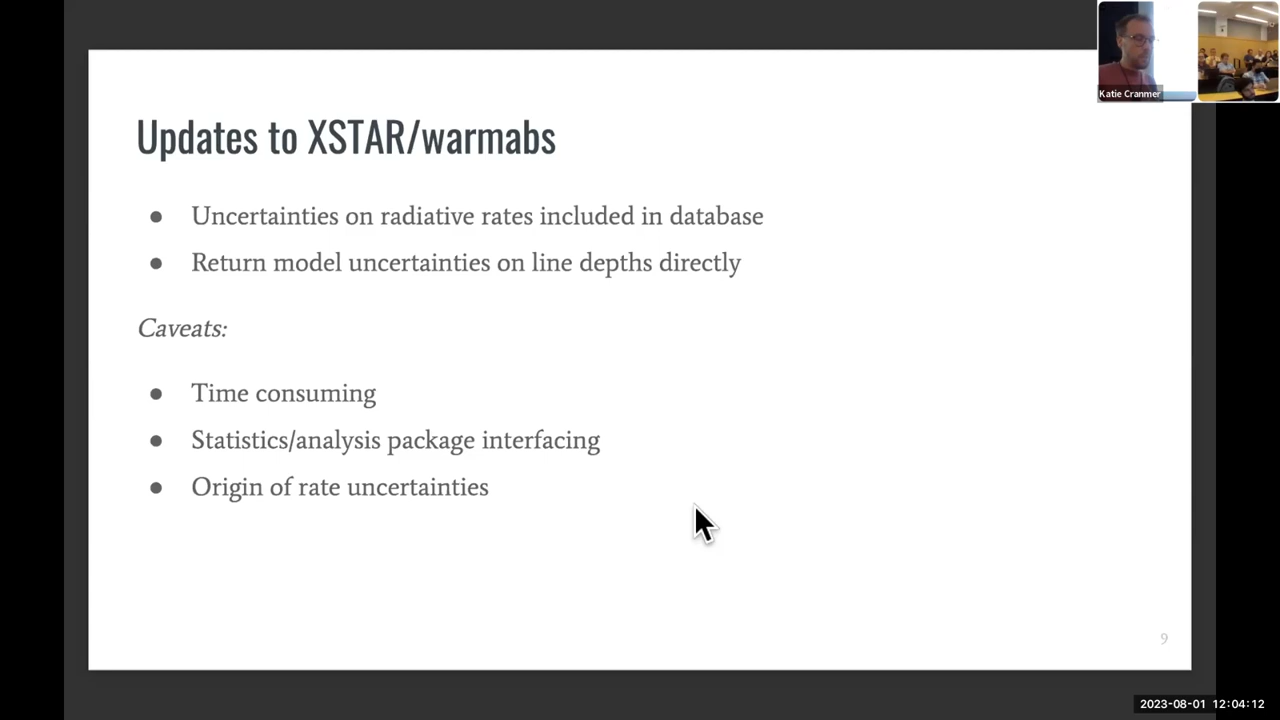 Katie Cranmer
Updates to XSTAR/warmabs
● Uncertainties on radiative rates included in database
● Return model uncertainties on line depths directly
Caveats:
● Time consuming
● Statistics/analysis package interfacing
● Origin of rate uncertainties
9
2023-08-01 12:04:12